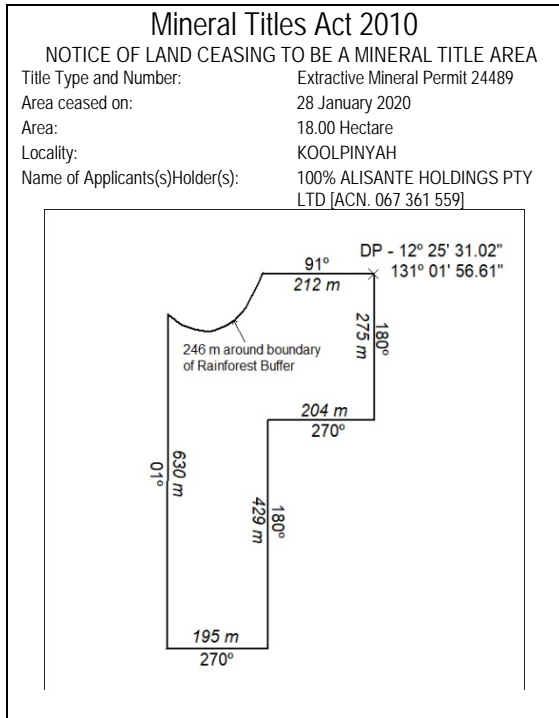 Mineral Titles Act 2010
NOTICE OF LAND CEASING TO BE A MINERAL TITLE AREA
Title Type and Number: Extractive Mineral Permit 24489
Area ceased on: 28 January 2020
Area: 18.00 Hectare
Locality: KOOLPINYAH
Name of Applicants(s)Holder(s): 100% ALISANTE HOLDINGS PTY
LTD [ACN. 067 361 559]
DP - 12º 25' 31.02"
131º 01' 56.61"
91º
212 m
180º
275 m
246 m around boundary
of Rainforest Buffer
204 m
270º
01º
630 m
180º
429 m
195 m
270º